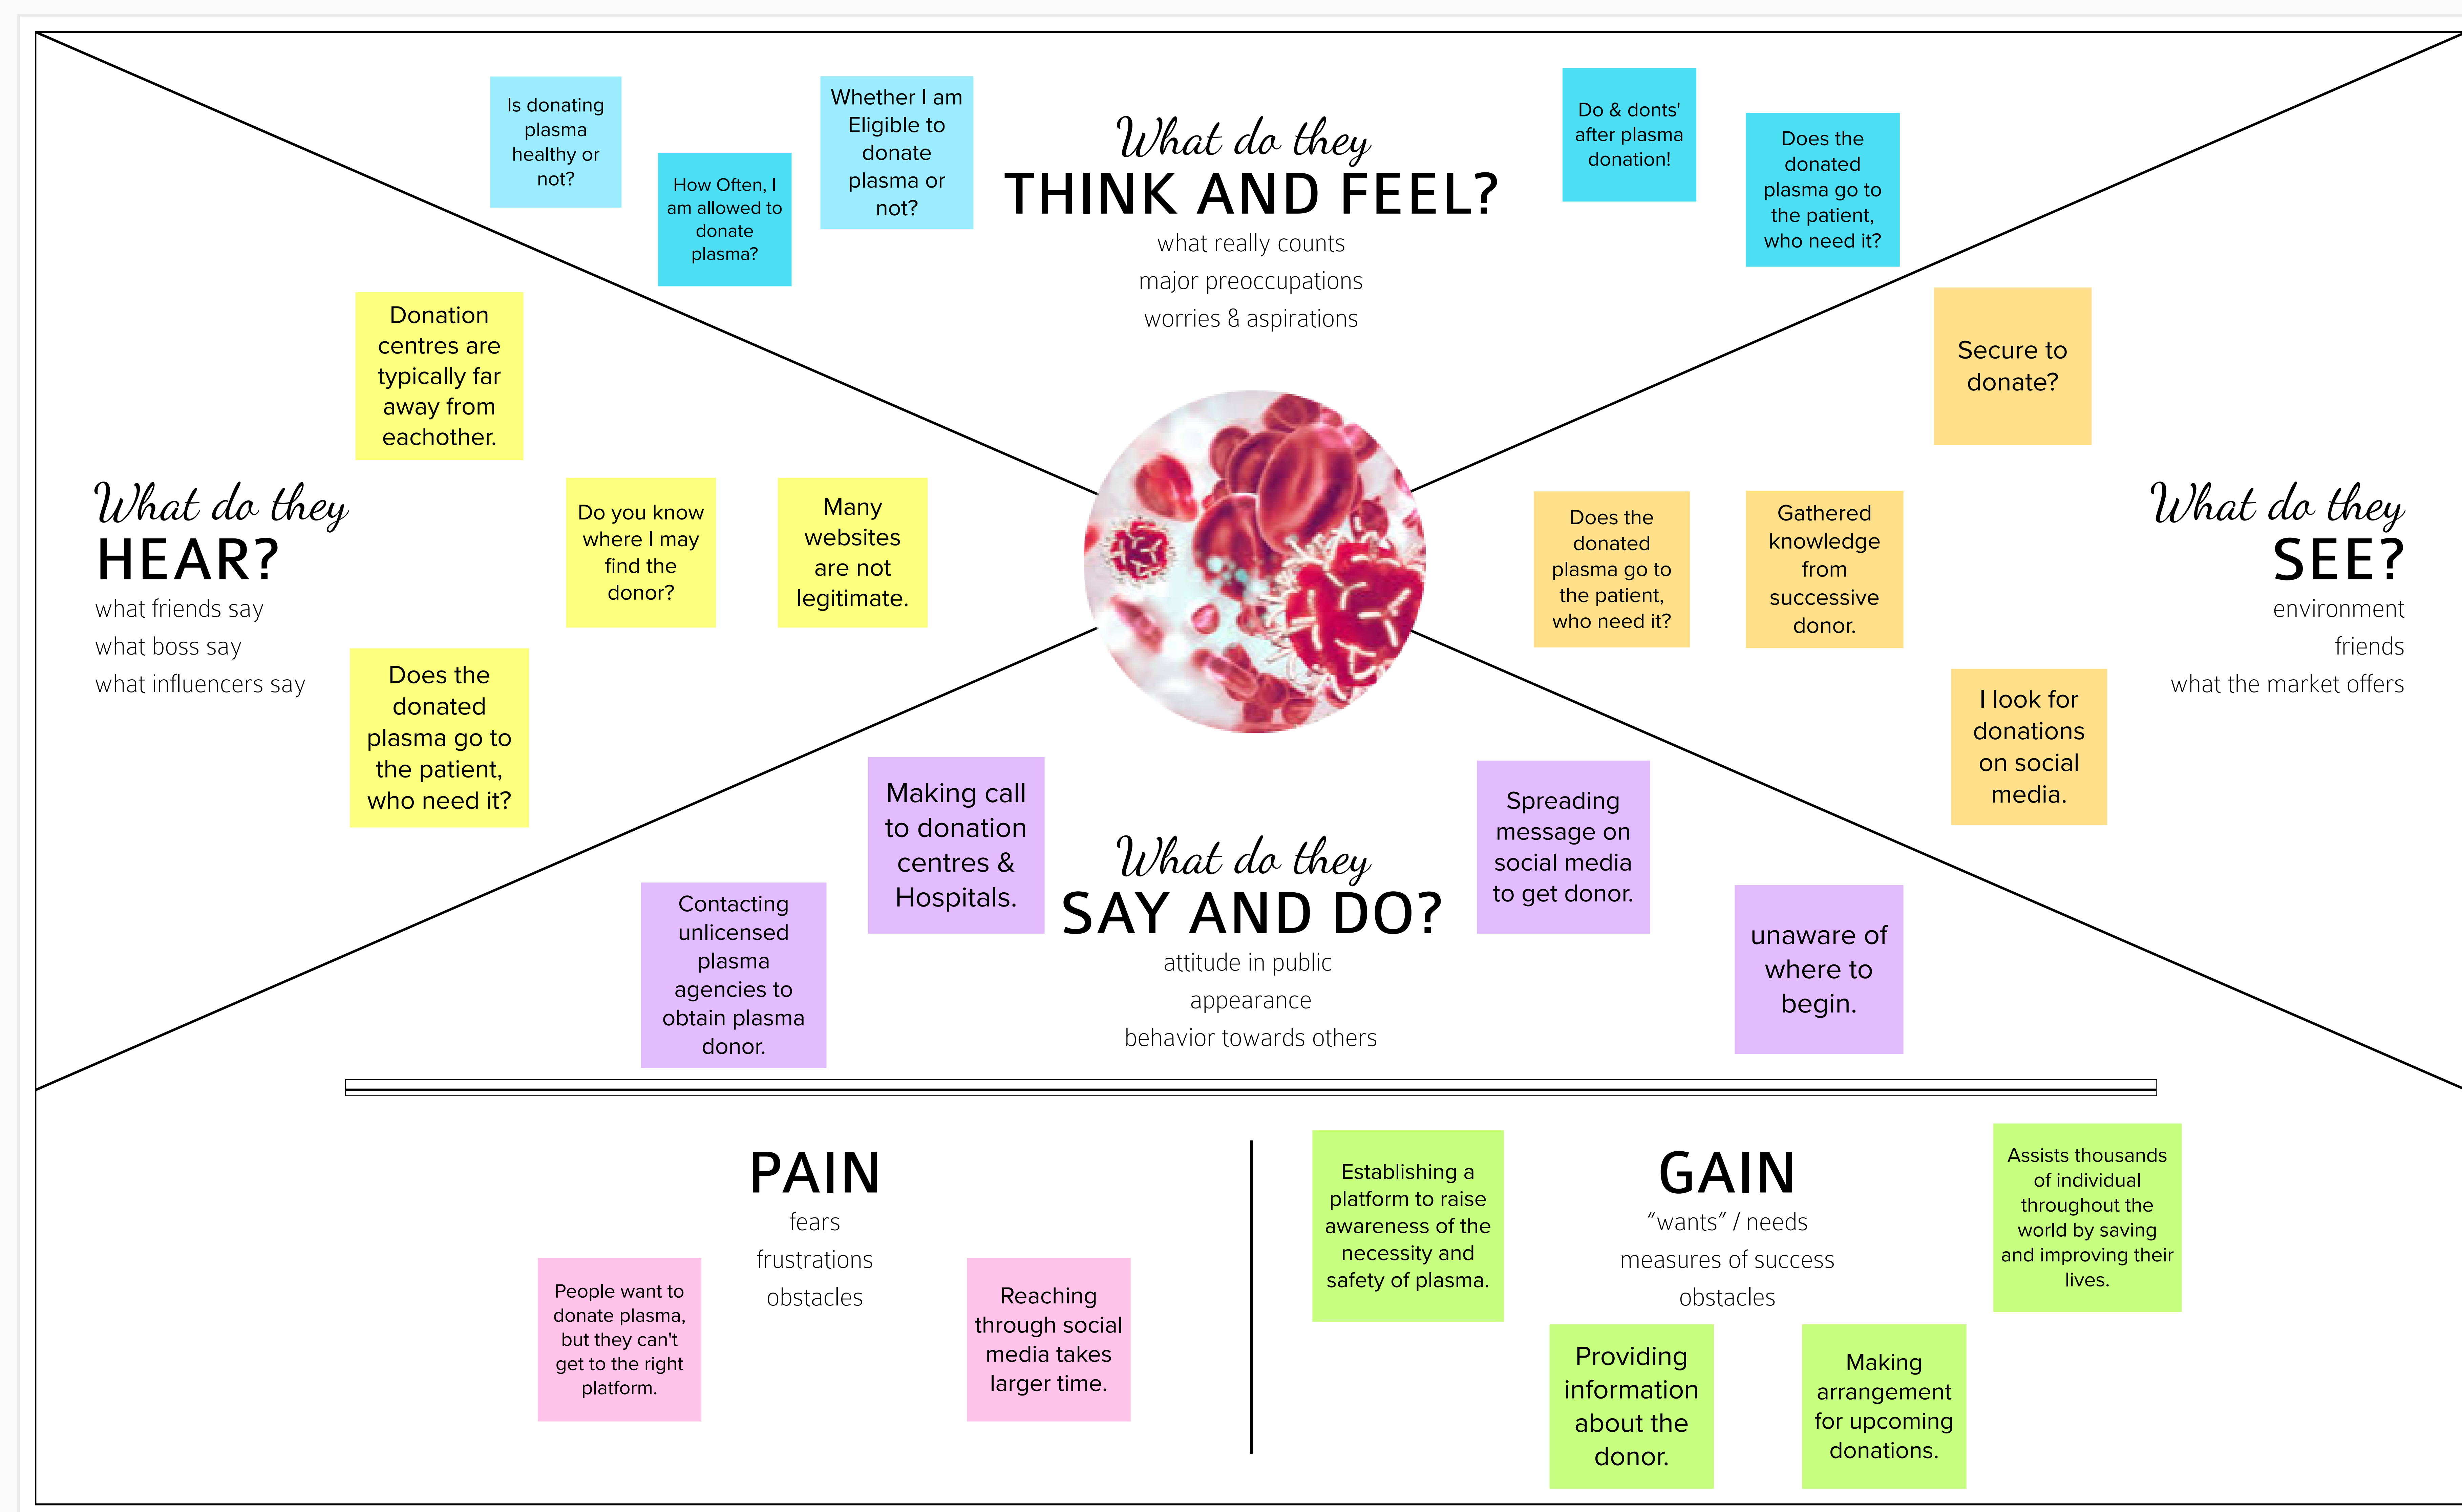 Is donating
plasma
healthy or
not?
How Often, I
am allowed to
donate
plasma?
Whether I am
Eligible to
donate
plasma or
not?
What do they
THINK AND FEEL?
what really counts
major preoccupations
worries & aspirations
Do & donts'
after plasma
donation!
Does the
donated
plasma go to
the patient,
who need it?
Donation
centres are
typically far
away from
eachother.
What do they
HEAR?
what friends say
what boss say
what influencers say
Do you know
where I may
find the
donor?
Many
websites
are not
legitimate.
Does the
donated
plasma go to
the patient,
who need it?
Secure to
donate?
Does the
donated
plasma go to
the patient,
who need it?
Gathered
knowledge
from
successive
donor.
What do they
SEE?
environment
friends
what the market offers
I look for
donations
on social
media.
Contacting
unlicensed
plasma
agencies to
obtain plasma
donor.
Making call
to donation
centres &
Hospitals.
What do they
SAY AND DO?
attitude in public
appearance
behavior towards others
Spreading
message on
social media
to get donor.
unaware of
where to
begin.
PAIN
fears
frustrations
obstacles
People want to
donate plasma,
but they can't
get to the right
platform.
Reaching
through social
media takes
larger time.
Establishing a
platform to raise
awareness of the
necessity and
safety of plasma.
GAIN
“wants” / needs
measures of success
obstacles
Assists thousands
of individual
throughout the
world by saving
and improving their
lives.
Providing
information
about the
donor.
Making
arrangement
for upcoming
donations.